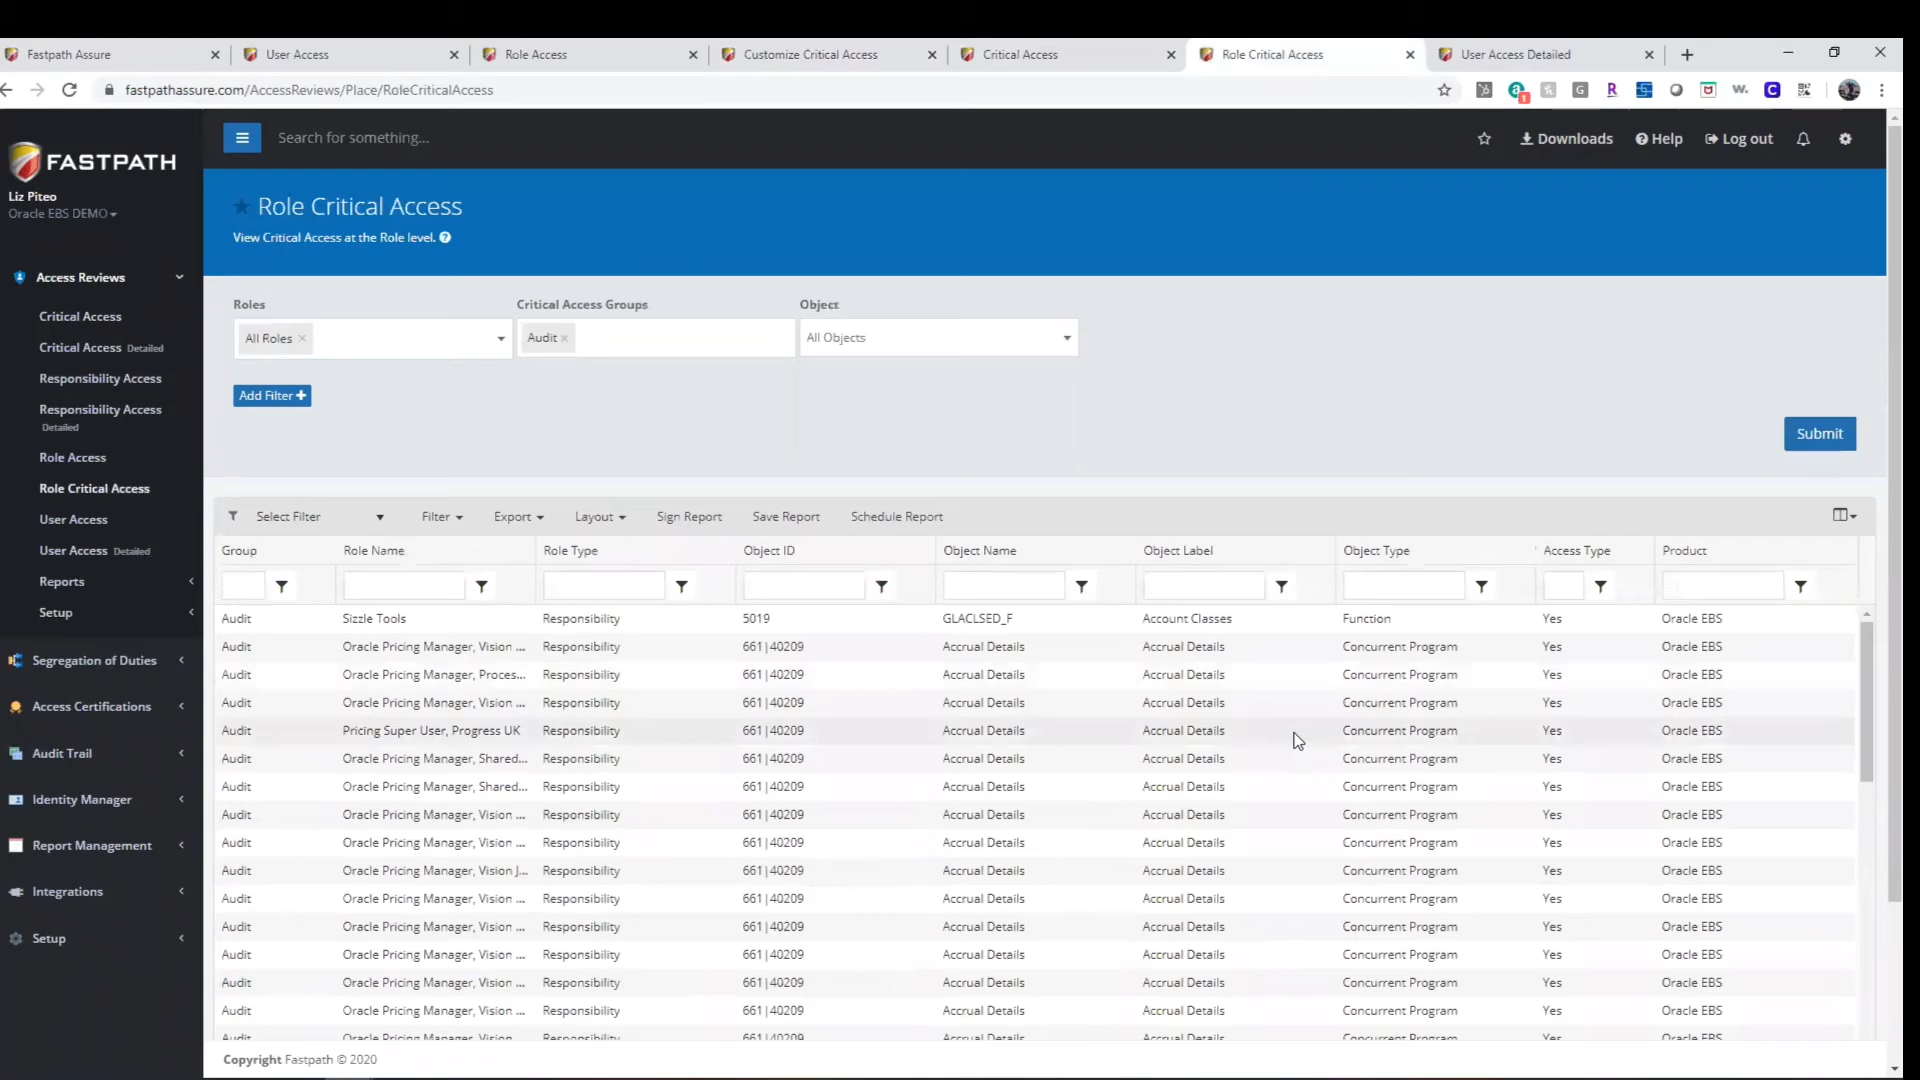 Fastpath Assure
User Access
Role Access
Customize Critical Access
Critical Access
Role Critical Access
User Access Detailed
fastpathassure.com/AccessReviews/Place/RoleCriticalAccess
FASTPATH
Search for something...
Downloads
Help
Log out
Liz Piteo
Oracle EBS DEMO
Role Critical Access
View Critical Access at the Role level.
Access Reviews
Critical Access
Critical Access Detailed
Responsibility Access
Responsibility Access
Detailed
Role Access
Role Critical Access
User Access
User Access Detailed
Reports
Setup
Segregation of Duties
Access Certifications
Audit Trail
Identity Manager
Report Management
Integrations
Setup
Roles Critical Access Groups Object
All Roles Audit All Objects
Add Filter
Submit
Select Filter Filter Export Layout Sign Report Save Report Schedule Report
Group Role Name Role Type Object ID Object Name Object Label Object Type Access Type Product
Audit Sizzle Tools Responsibility 5019 GLACLSED_F Account Classes Function Yes Oracle EBS
Audit Oracle Pricing Manager, Vision ... Responsibility 661|40209 Accrual Details Accrual Details Concurrent Program Yes Oracle EBS
Audit Oracle Pricing Manager, Proces... Responsibility 661|40209 Accrual Details Accrual Details Concurrent Program Yes Oracle EBS
Audit Oracle Pricing Manager, Vision ... Responsibility 661|40209 Accrual Details Accrual Details Concurrent Program Yes Oracle EBS
Audit Pricing Super User, Progress UK Responsibility 661|40209 Accrual Details Accrual Details Concurrent Program Yes Oracle EBS
Audit Oracle Pricing Manager, Shared... Responsibility 661|40209 Accrual Details Accrual Details Concurrent Program Yes Oracle EBS
Audit Oracle Pricing Manager, Shared... Responsibility 661|40209 Accrual Details Accrual Details Concurrent Program Yes Oracle EBS
Audit Oracle Pricing Manager, Vision ... Responsibility 661|40209 Accrual Details Accrual Details Concurrent Program Yes Oracle EBS
Audit Oracle Pricing Manager, Vision ... Responsibility 661|40209 Accrual Details Accrual Details Concurrent Program Yes Oracle EBS
Audit Oracle Pricing Manager, Vision J... Responsibility 661|40209 Accrual Details Accrual Details Concurrent Program Yes Oracle EBS
Audit Oracle Pricing Manager, Vision ... Responsibility 661|40209 Accrual Details Accrual Details Concurrent Program Yes Oracle EBS
Audit Oracle Pricing Manager, Vision ... Responsibility 661|40209 Accrual Details Accrual Details Concurrent Program Yes Oracle EBS
Audit Oracle Pricing Manager, Vision ... Responsibility 661|40209 Accrual Details Accrual Details Concurrent Program Yes Oracle EBS
Audit Oracle Pricing Manager, Vision ... Responsibility 661|40209 Accrual Details Accrual Details Concurrent Program Yes Oracle EBS
Audit Oracle Pricing Manager, Vision ... Responsibility 661|40209 Accrual Details Accrual Details Concurrent Program Yes Oracle EBS
Audit Oracle Pricing Manager, Vision ... Responsibility 661|40209 Accrual Details Accrual Details Concurrent Program Yes Oracle EBS
Copyright Fastpath © 2020